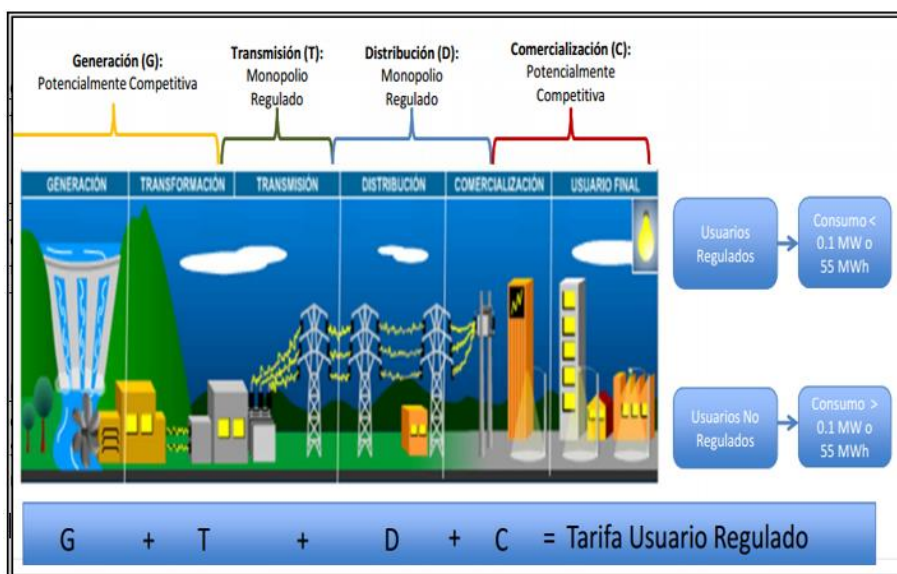 Generación (G):
Potencialmente Competitiva
Transmisión (T):
Monopolio
Regulado
Distribución (D):
Monopolio
Regulado
Comercialización (C):
Potencialmente
Competitiva
GENERACIÓN
TRANSFORMACIÓN
TRANSMISIÓN
DISTRIBUCIÓN
COMERCIALIZACIÓN
USUARIO FINAL
Usuarios
Regulados
Consumo <
0.1 MW o
55 MWh
Usuarios No
Regulados
Consumo >
0.1 MW o
55 MWh
G + T + D + C = Tarifa Usuario Regulado